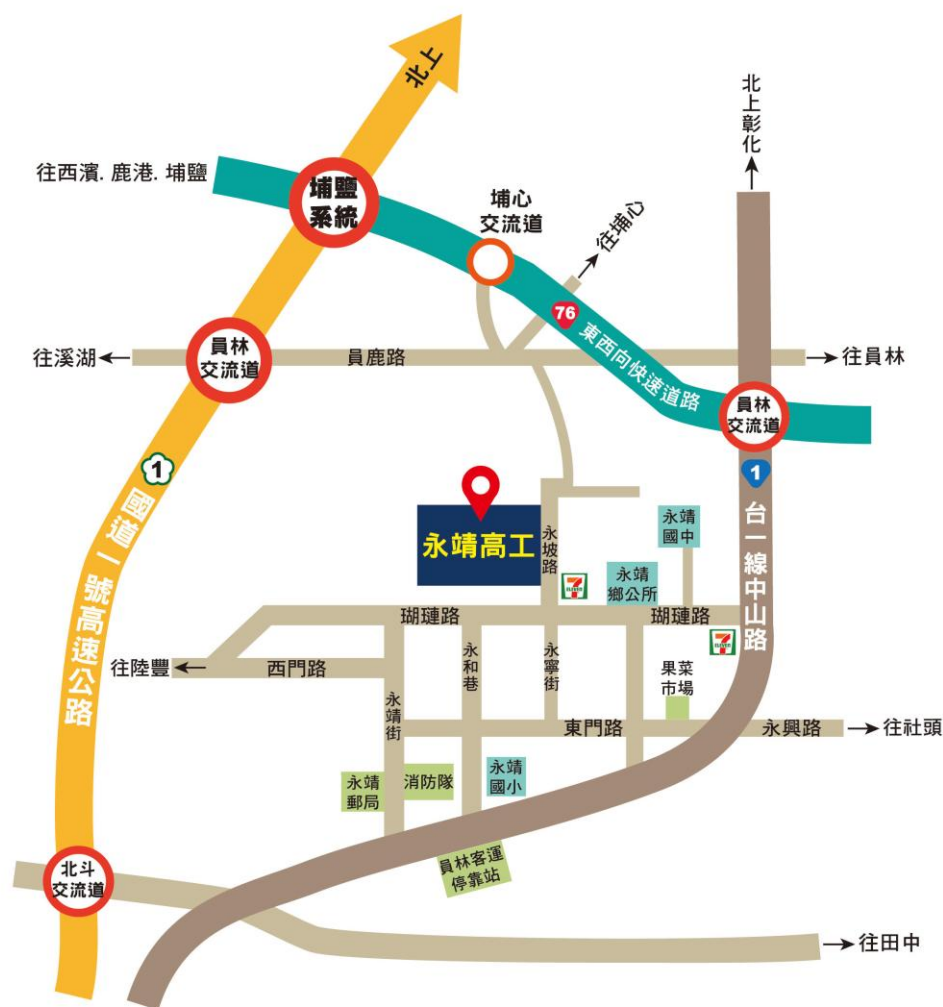 北上
北上彰化
往西濱. 鹿港. 埔鹽
埔鹽
系統
埔心
交流道
往埔心
76
東西向快速道路
往溪湖
員林
交流道
員鹿路
往員林
員林
交流道
1
國道一號高速公路
1
台一線中山路
永靖高工
永坡路
永靖
國中
7
ELEVEN
永靖
鄉公所
瑚璉路
瑚璉路
7
ELEVEN
往陸豐
西門路
永靖街
永和巷
永寧街
果菜
市場
東門路
永興路
往社頭
永靖
郵局
消防隊
永靖
國小
員林客運
停靠站
北斗
交流道
往田中